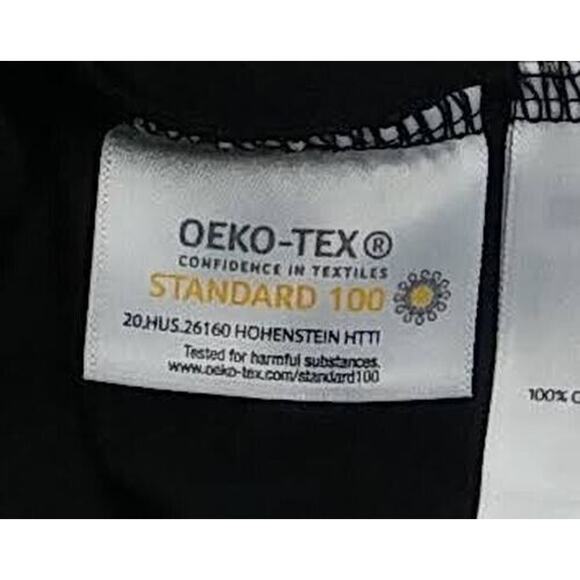 OEKO-TEX®
CONFIDENCE IN TEXTILES
STANDARD 100
20.HUS.26160 HOHENSTEIN HTTI
Tested for harmful substances.
www.oeko-tex.com/standard100
100%